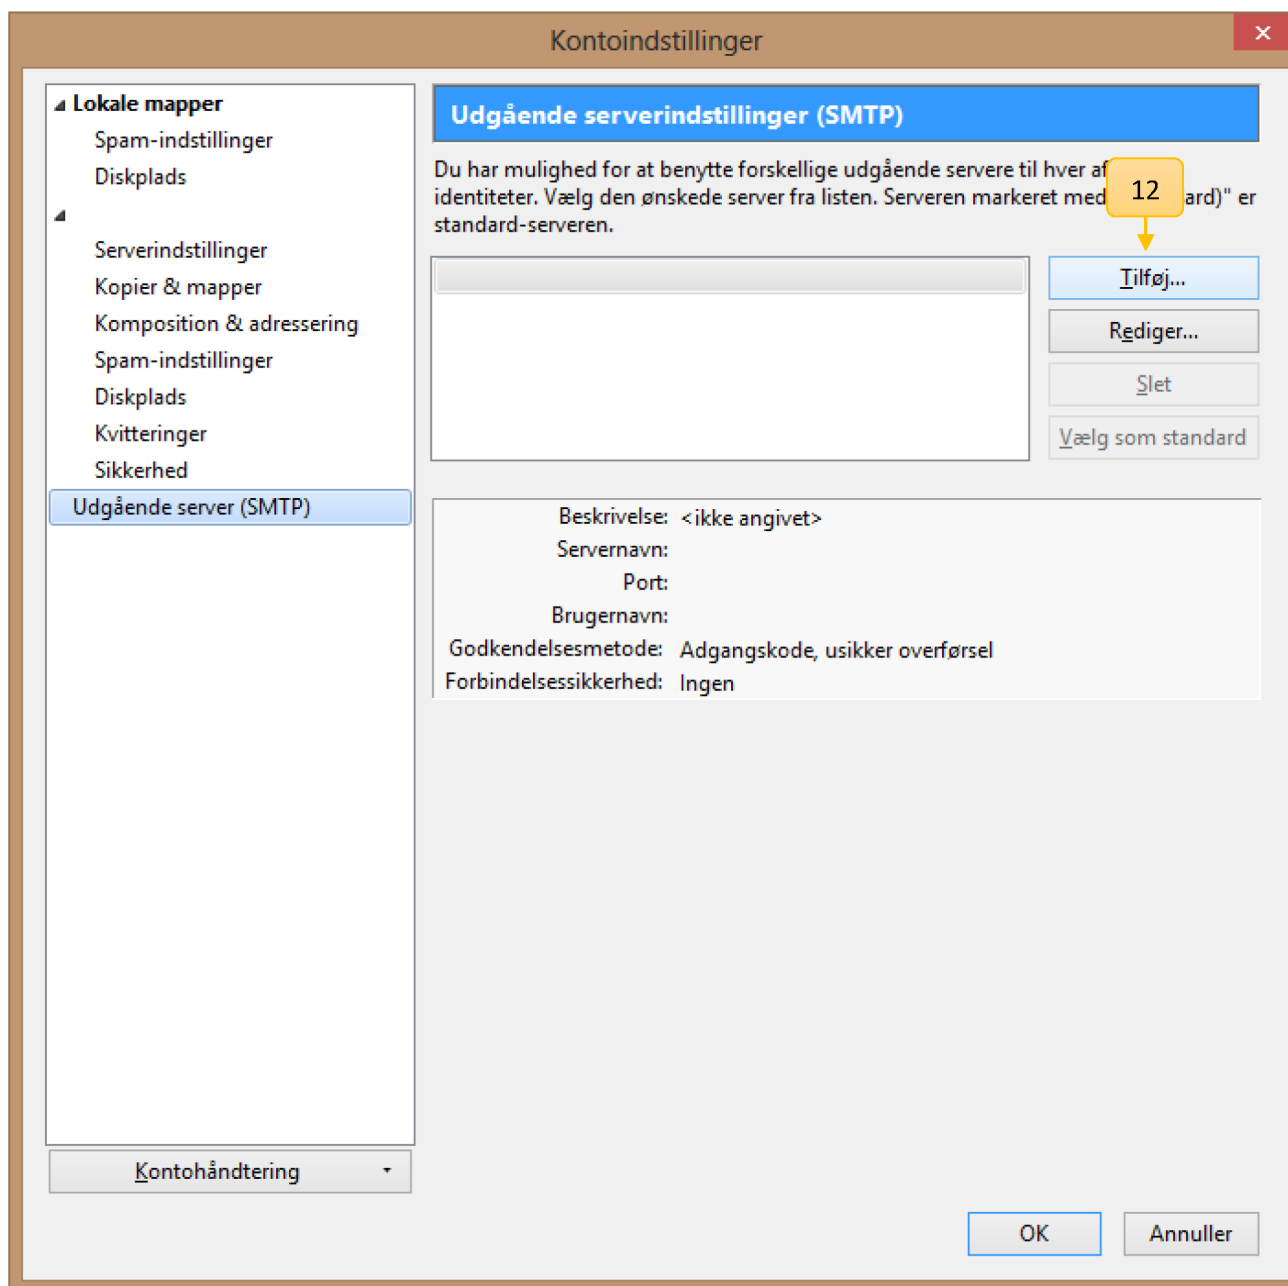 Kontoindstillinger
Lokale mapper
Spam-indstillinger
Diskplads
Serverindstillinger
Kopier & mapper
Komposition & adressering
Spam-indstillinger
Diskplads
Kvitteringer
Sikkerhed
Udgående server (SMTP)
Kontohåndtering
Udgående serverindstillinger (SMTP)
Du har mulighed for at benytte forskellige udgående servere til hver af
identiteter. Vælg den ønskede server fra listen. Serveren markeret med ard)" er
standard-serveren.
12
Tilføj...
Rediger...
Slet
Vælg som standard
Beskrivelse: <ikke angivet>
Servernavn:
Port:
Brugernavn:
Godkendelsesmetode: Adgangskode, usikker overførsel
Forbindelsessikkerhed: Ingen
OK
Annuller